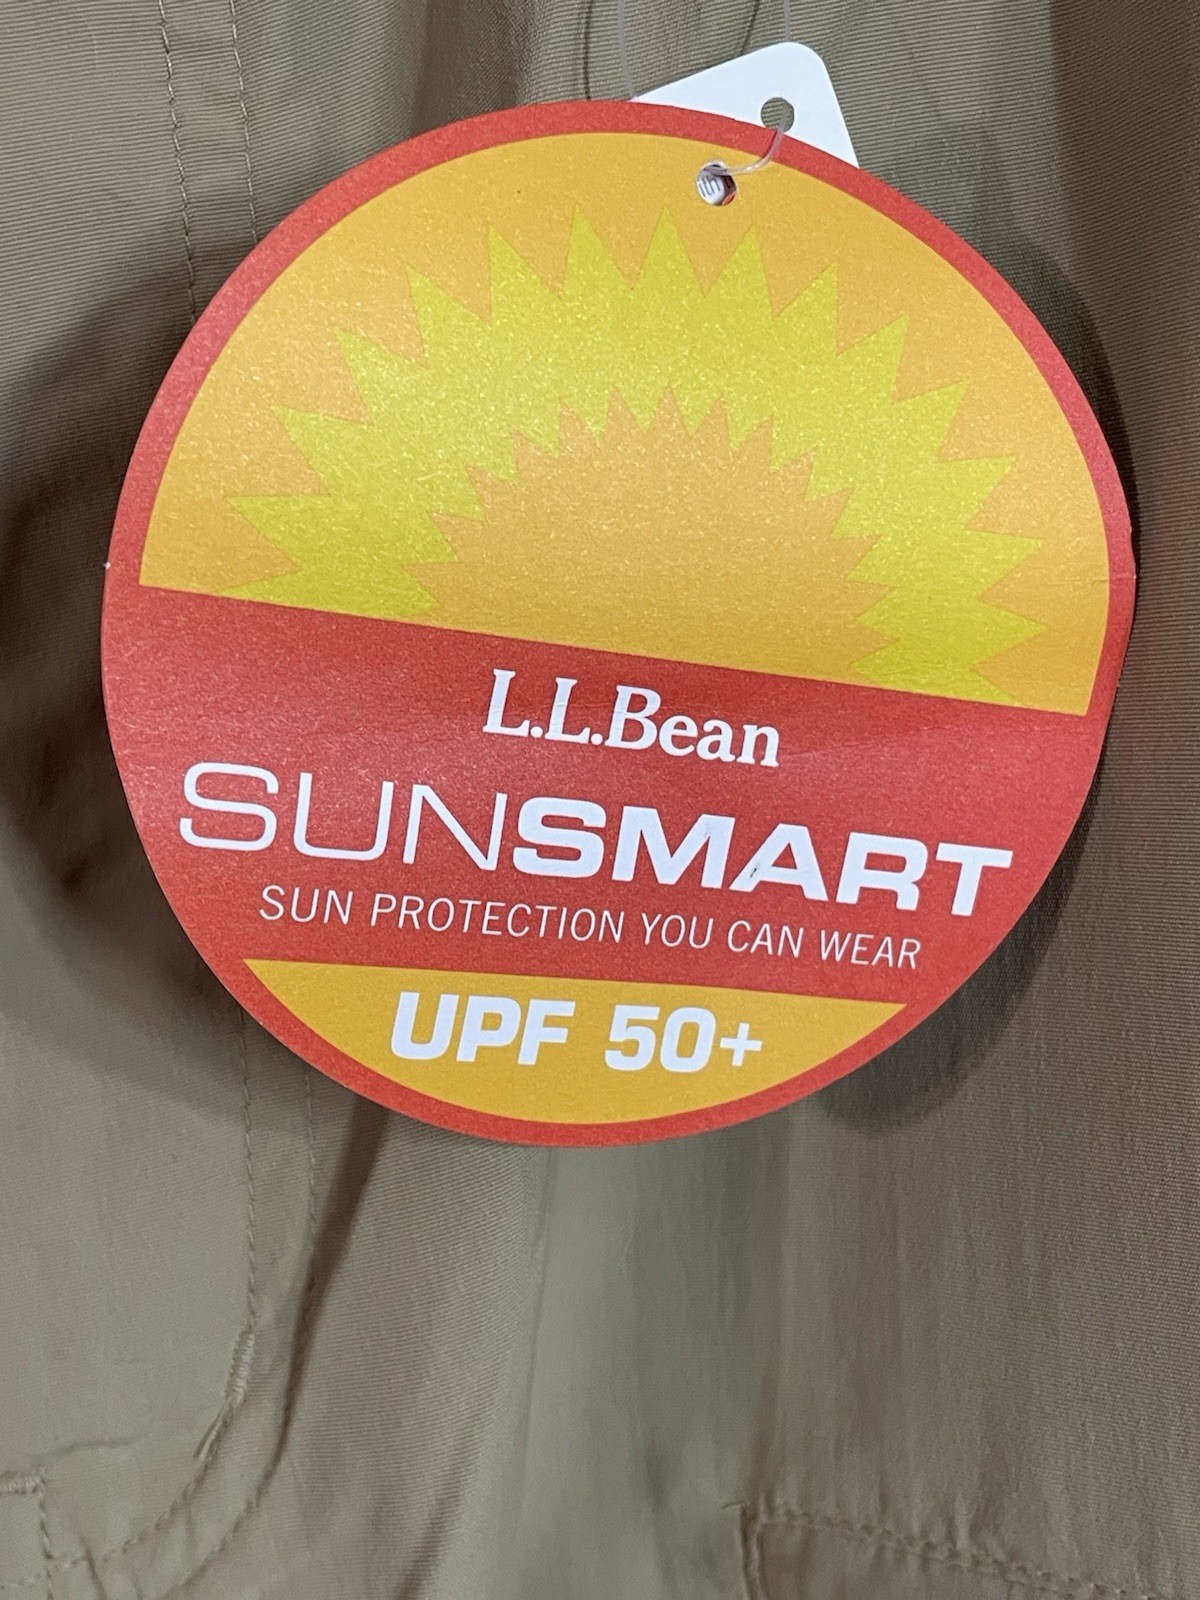 L.L.Bean
SUNSMART
SUN PROTECTION YOU CAN WEAR
UPF 50+